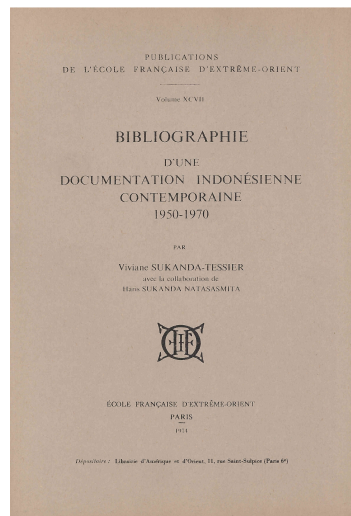 PUBLICATIONS
DE L'ÉCOLE FRANÇAISE D'EXTRÊME-ORIENT
Volume XCVII
BIBLIOGRAPHIE
D'UNE
DOCUMENTATION INDONÉSIENNE
CONTEMPORAINE
1950-1970
PAR
Viviane SUKANDA-TESSIER
avec la collaboration de
Haris SUKANDA NATASASMITA
ÉCOLE FRANÇAISE D'EXTRÊME-ORIENT
PARIS
1974
Dépositaire : Librairie d'Amérique et d'Orient, 11, rue Saint-Sulpice (Paris 6e)